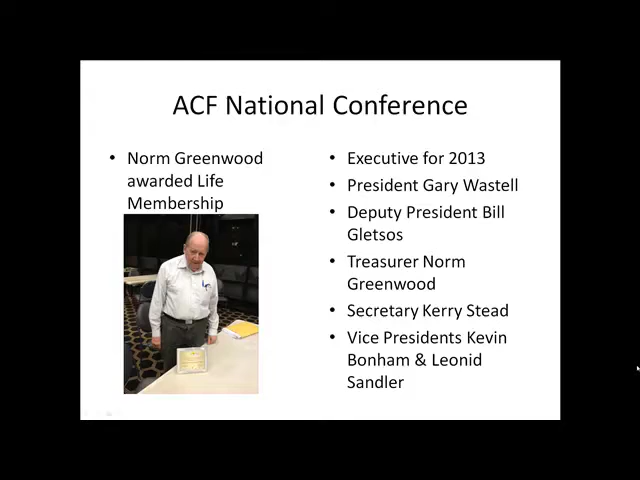 ACF National Conference
• Norm Greenwood
awarded Life
Membership
• Executive for 2013
• President Gary Wastell
• Deputy President Bill
Gletsos
• Treasurer Norm
Greenwood
• Secretary Kerry Stead
• Vice Presidents Kevin
Bonham & Leonid
Sandler